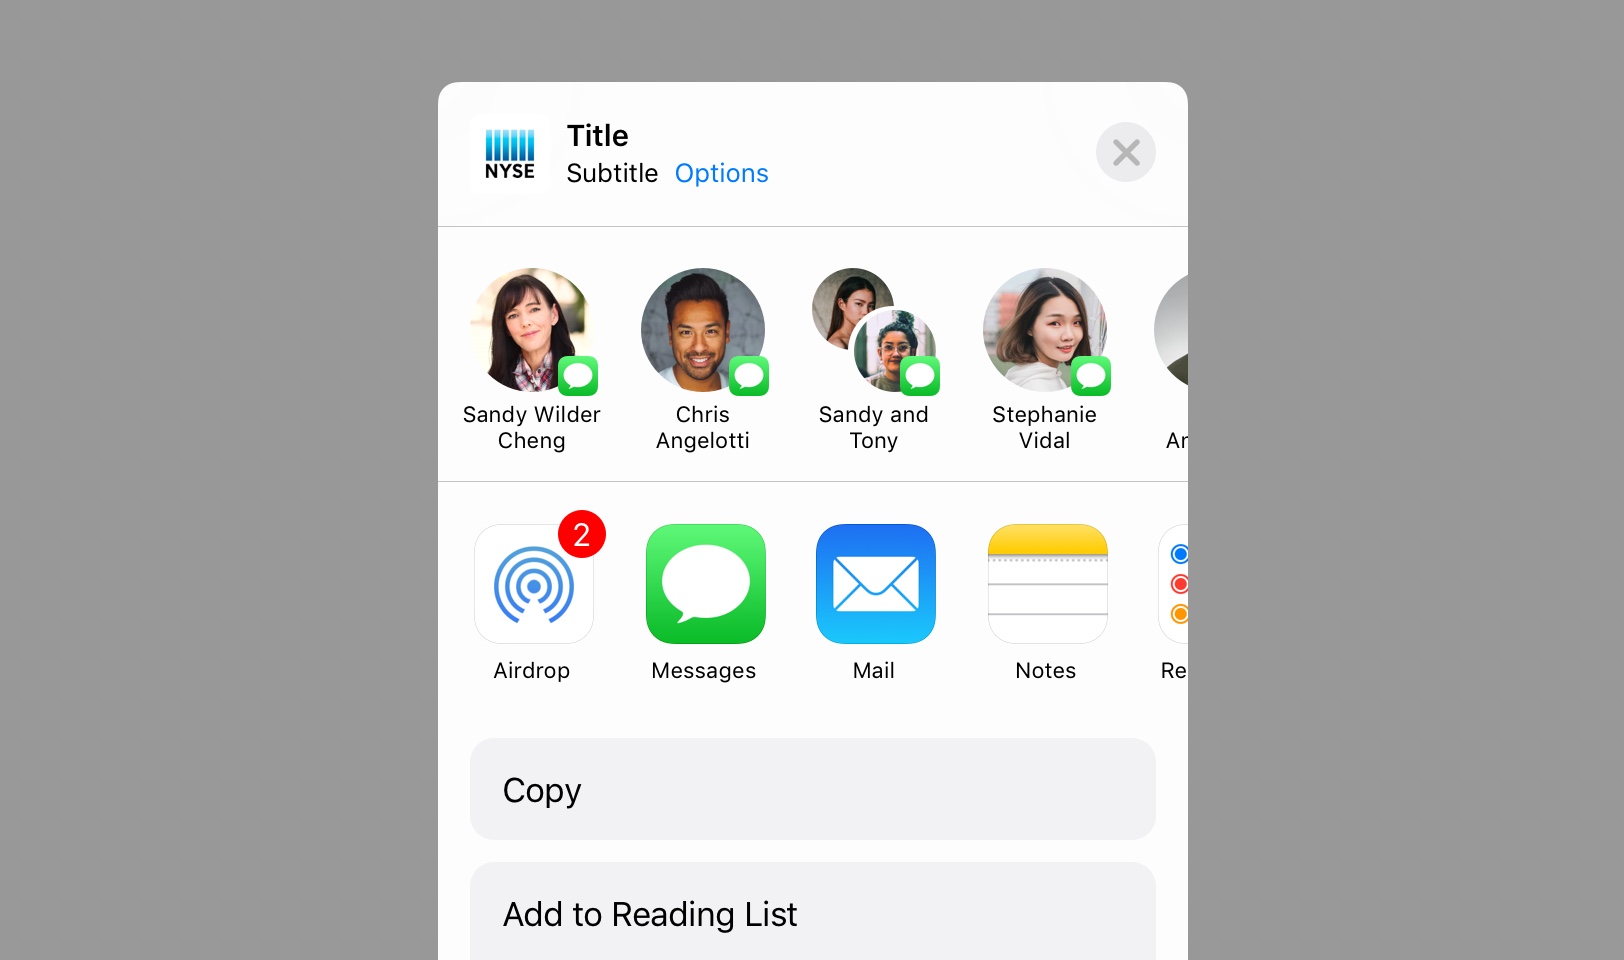 NYSE
Title
Subtitle Options
Sandy Wilder
Cheng
Chris
Angelotti
Sandy and
Tony
Stephanie
Vidal
Ar
2
Airdrop
Messages
Mail
Notes
Re
Copy
Add to Reading List